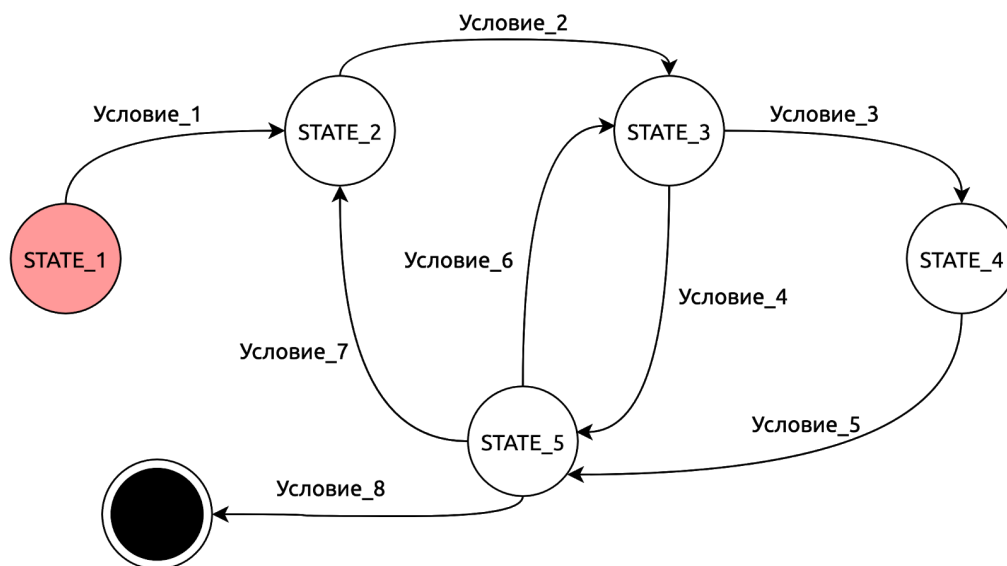 Условие_2
Условие_1
Условие_3
STATE_2
STATE_3
STATE_1
Условие_6
STATE_4
Условие_4
Условие_7
Условие_5
STATE_5
Условие_8